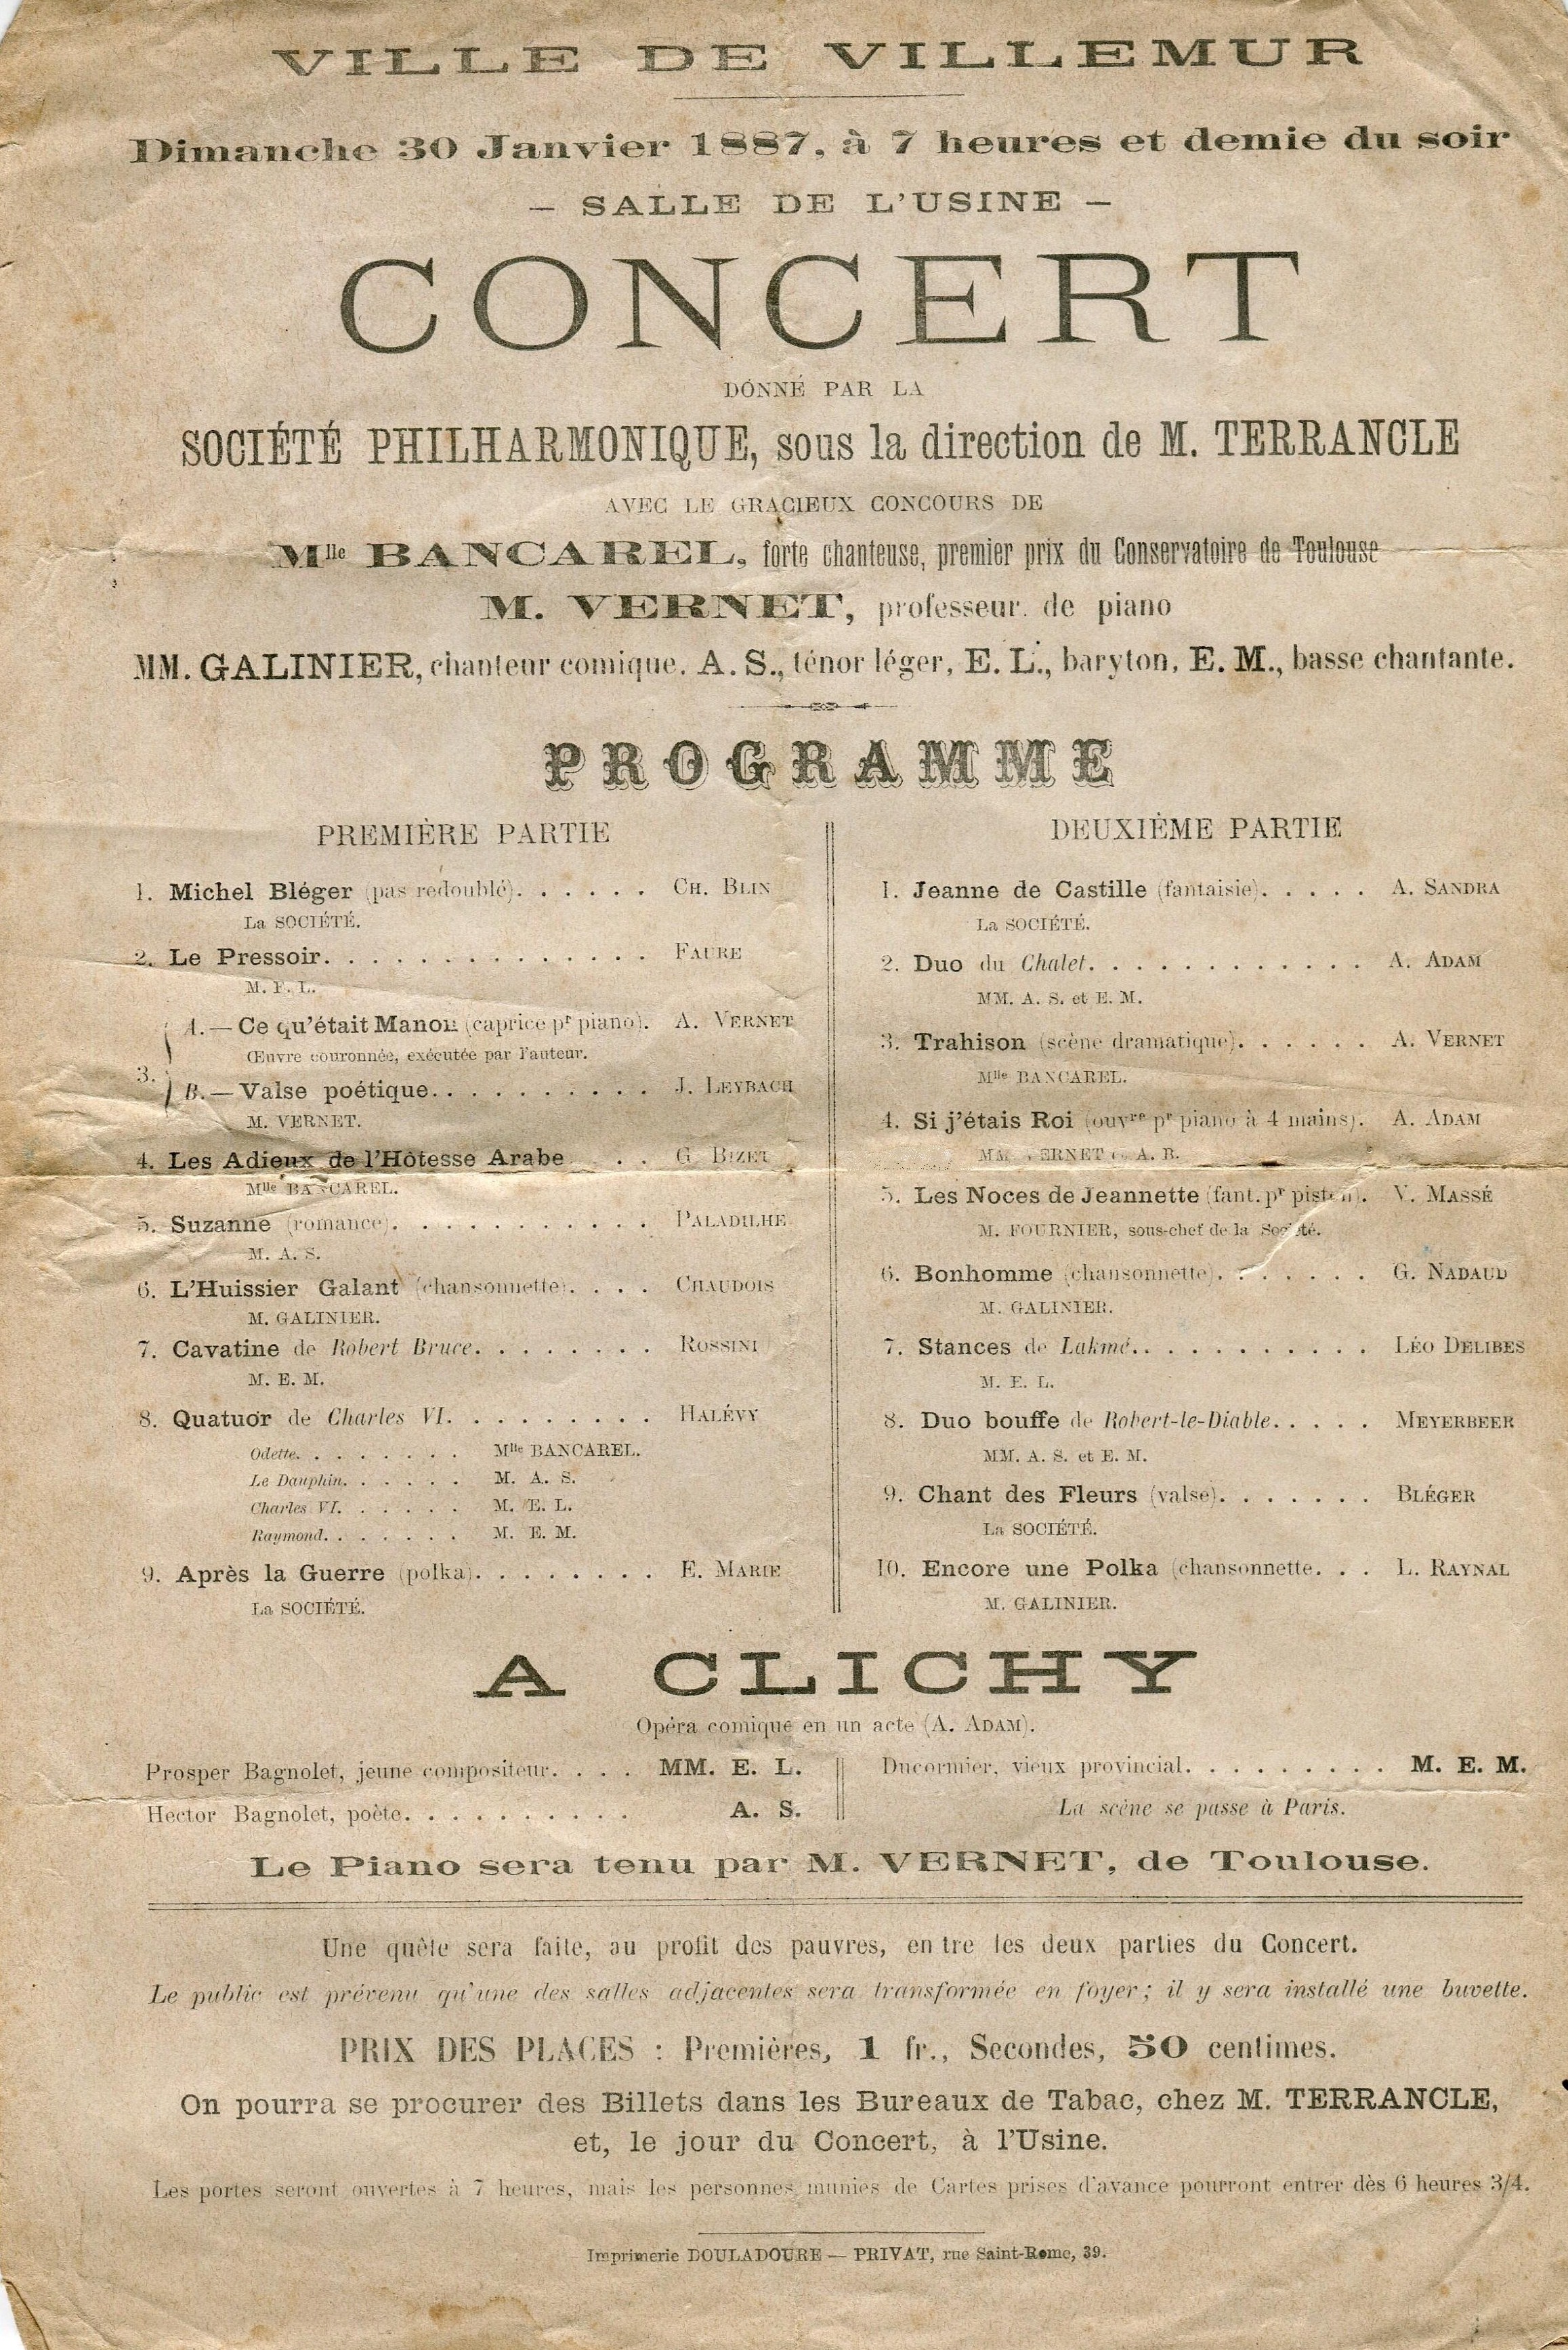 VILLE DE VILLEMUR
Dimanche 30 Janvier 1887, à 7 heures et demie du soir
— SALLE DE L'USINE —
CONCERT
DONNÉ PAR LA
SOCIÉTÉ PHILHARMONIQUE, sous la direction de M. TERRANCLE
AVEC LE GRACIEUX CONCOURS DE
Mlle BANCAREL, forte chanteuse, premier prix du Conservatoire de Toulouse
M. VERNET, professeur de piano
MM. GALINIER, chanteur comique, A. S., ténor léger, E. L., baryton, E. M., basse chantante.
PROGRAMME
PREMIÈRE PARTIE
1. Michel Bléger (pas redoublé). . . . . . CH. BLIN
La SOCIÉTÉ.
2. Le Pressoir. . . . . . . . . . . . . . FAURE
M. E. L.
3. A. — Ce qu'était Manon (caprice pr piano). A. VERNET
Œuvre couronnée, exécutée par l'auteur.
B. — Valse poétique. . . . . . . . . . J. LEYBACH
M. VERNET.
4. Les Adieux de l'Hôtesse Arabe . . . G. BIZET
Mlle BANCAREL.
5. Suzanne (romance). . . . . . . . . . . . PALADILHE
M. A. S.
6. L'Huissier Galant (chansonnette). . . . CHAUDOIS
M. GALINIER.
7. Cavatine de Robert Bruce. . . . . . . . ROSSINI
M. E. M.
8. Quatuor de Charles VI. . . . . . . . . HALÉVY
Odette. . . . . . . . Mlle BANCAREL.
Le Dauphin. . . . . . M. A. S.
Charles VI. . . . . . M. E. L.
Raymond. . . . . . . M. E. M.
9. Après la Guerre (polka). . . . . . . . E. MARIE
La SOCIÉTÉ.
DEUXIÈME PARTIE
1. Jeanne de Castille (fantaisie). . . . . A. SANDRA
La SOCIÉTÉ.
2. Duo du Chalet. . . . . . . . . . . . A. ADAM
MM. A. S. et E. M.
3. Trahison (scène dramatique). . . . . . A. VERNET
Mlle BANCAREL.
4. Si j'étais Roi (ouvre pr piano à 4 mains). A. ADAM
MM. VERNET et A. B.
5. Les Noces de Jeannette (fant. pr piston). V. MASSÉ
M. FOURNIER, sous-chef de la Société.
6. Bonhomme (chansonnette). . . . . . . G. NADAUD
M. GALINIER.
7. Stances de Lakmé. . . . . . . . . . . LÉO DELIBES
M. E. L.
8. Duo bouffe de Robert-le-Diable. . . . . MEYERBEER
MM. A. S. et E. M.
9. Chant des Fleurs (valse). . . . . . . BLÉGER
La SOCIÉTÉ.
10. Encore une Polka (chansonnette. . . L. RAYNAL
M. GALINIER.
A CLICHY
Opéra comique en un acte (A. ADAM).
Prosper Bagnolet, jeune compositeur. . . . MM. E. L.
Hector Bagnolet, poète. . . . . . . . . . A. S.
Ducormier, vieux provincial. . . . . . . . . M. E. M.
La scène se passe à Paris.
Le Piano sera tenu par M. VERNET, de Toulouse.
Une quête sera faite, au profit des pauvres, en tre les deux parties du Concert.
Le public est prévenu qu'une des salles adjacentes sera transformée en foyer ; il y sera installé une buvette.
PRIX DES PLACES : Premières, 1 fr., Secondes, 50 centimes.
On pourra se procurer des Billets dans les Bureaux de Tabac, chez M. TERRANCLE,
et, le jour du Concert, à l'Usine.
Les portes seront ouvertes à 7 heures, mais les personnes munies de Cartes prises d'avance pourront entrer dès 6 heures 3/4.
Imprimerie DOULADOURE — PRIVAT, rue Saint-Rome, 39.